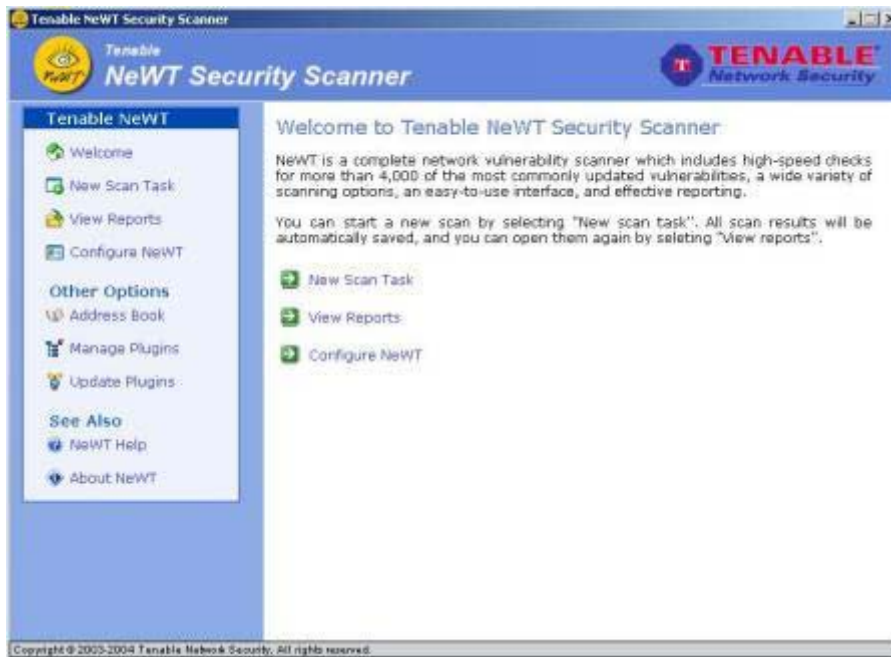 Tenable NeWT Security Scanner
NeWT
Tenable
NeWT Security Scanner
T
TENABLE
Network Security
Tenable NeWT
Welcome
New Scan Task
View Reports
Configure NeWT
Other Options
Address Book
Manage Plugins
Update Plugins
See Also
NeWT Help
About NeWT
Welcome to Tenable NeWT Security Scanner
NeWT is a complete network vulnerability scanner which includes high-speed checks
for more than 4,000 of the most commonly updated vulnerabilities, a wide variety of
scanning options, an easy-to-use interface, and effective reporting.
You can start a new scan by selecting "New scan task". All scan results will be
automatically saved, and you can open them again by seleting "View reports".
New Scan Task
View Reports
Configure NeWT
Copyright © 2003-2004 Tenable Network Security, All rights reserved.